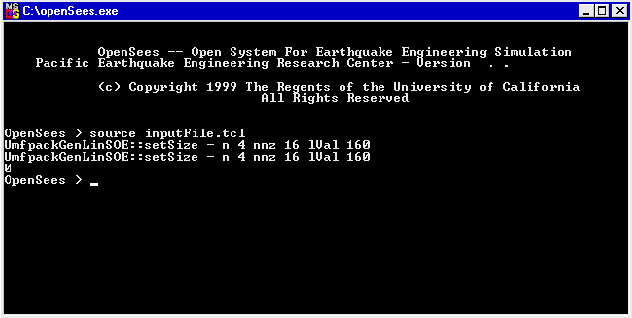 C:\openSees.exe
OpenSees -- Open System For Earthquake Engineering Simulation
Pacific Earthquake Engineering Research Center - Version . .
(c) Copyright 1999 The Regents of the University of California
All Rights Reserved
OpenSees > source inputFile.tcl
UmfpackGenLinSOE::setSize - n 4 nnz 16 lVal 160
UmfpackGenLinSOE::setSize - n 4 nnz 16 lVal 160
0
OpenSees >